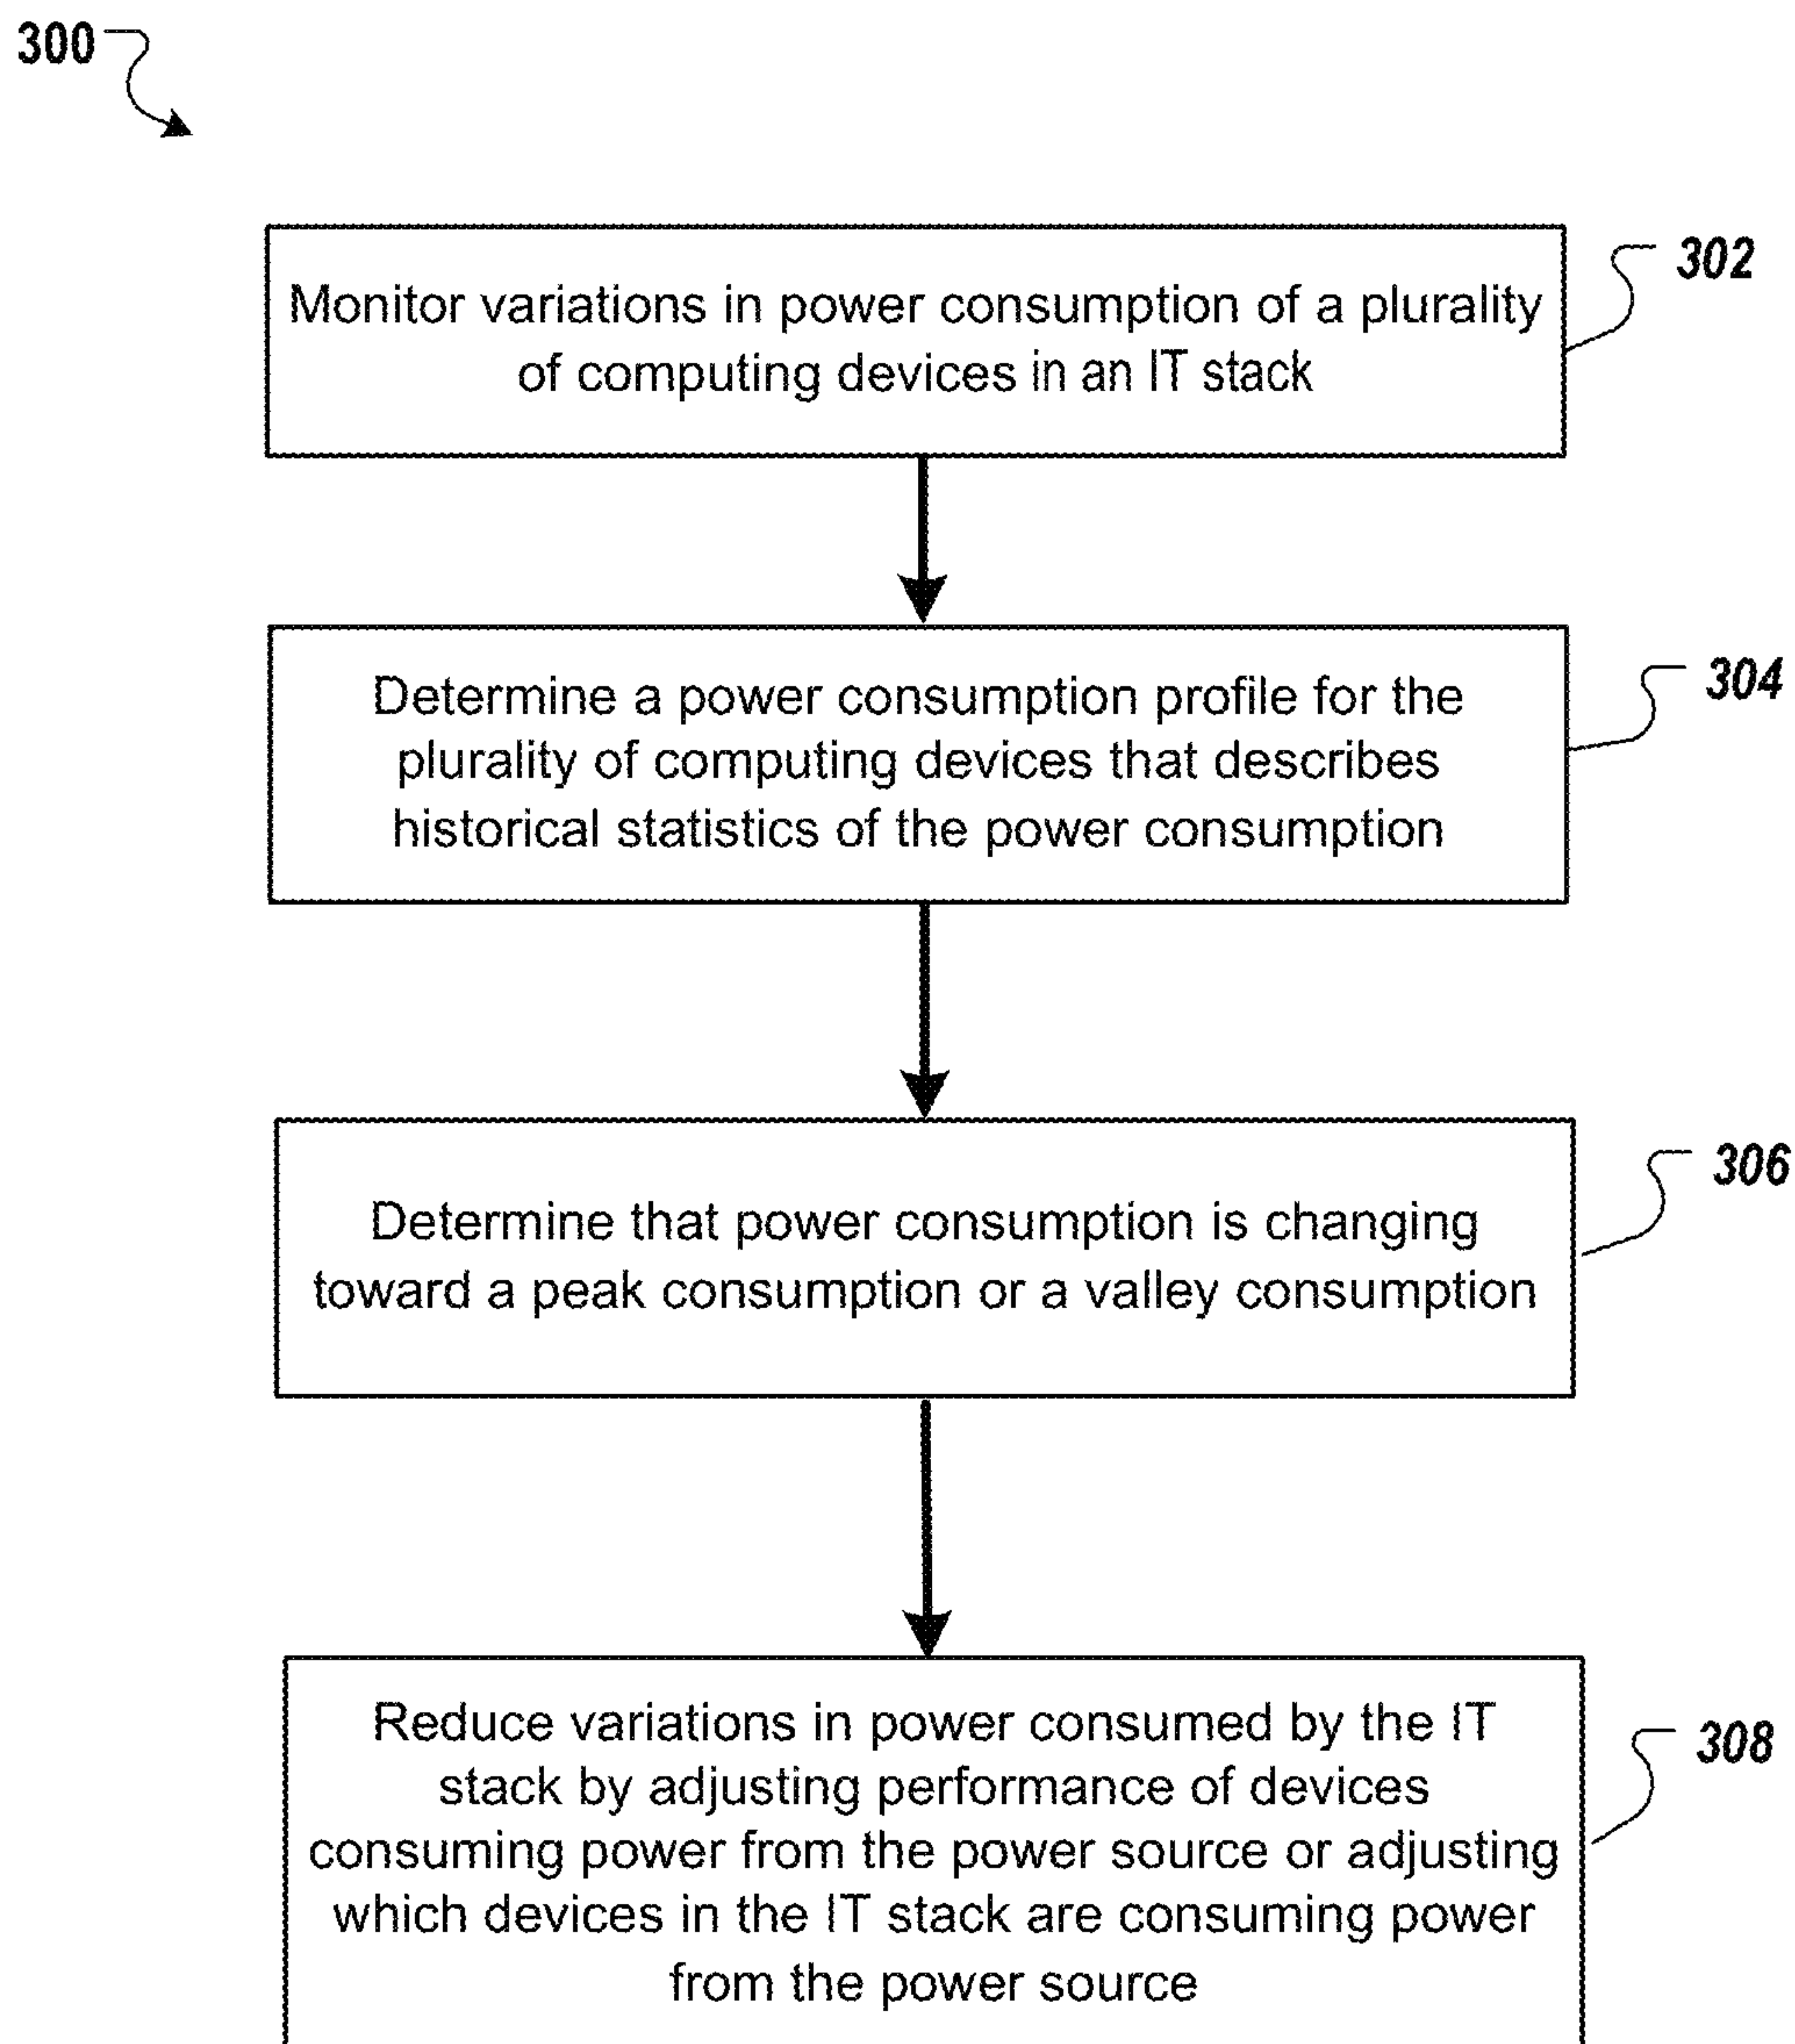 300
302
Monitor variations in power consumption of a plurality
of computing devices in an IT stack
304
Determine a power consumption profile for the
plurality of computing devices that describes
historical statistics of the power consumption
306
Determine that power consumption is changing
toward a peak consumption or a valley consumption
308
Reduce variations in power consumed by the IT
stack by adjusting performance of devices
consuming power from the power source or adjusting
which devices in the IT stack are consuming power
from the power source